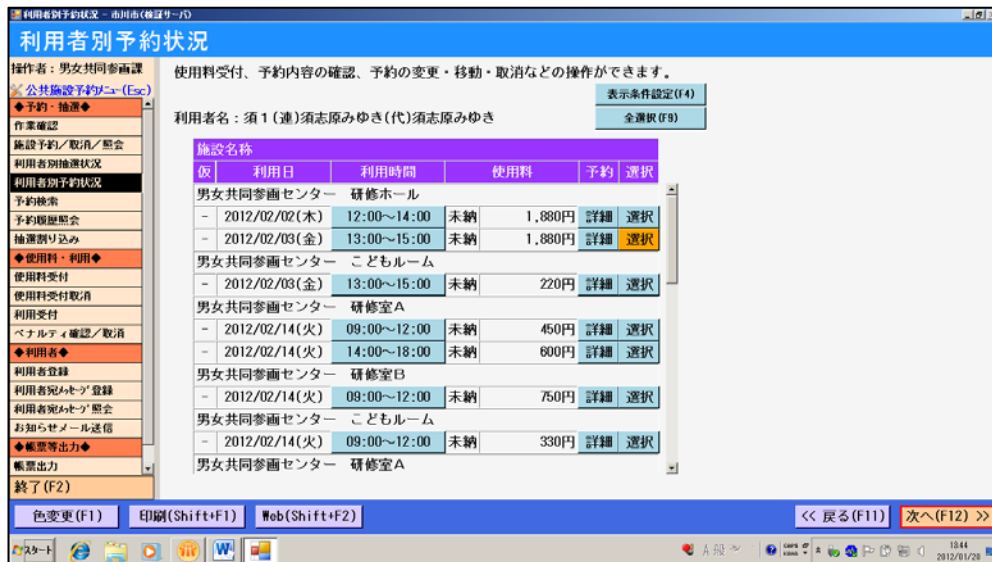 利用者別予約状況 - 市川市(検証サーバ)
利用者別予約状況
操作者：男女共同参画課
公共施設予約ﾒﾆｭｰ(Esc)
◆予約・抽選◆
作業確認
施設予約／取消／照会
利用者別抽選状況
利用者別予約状況
予約検索
予約履歴照会
抽選割り込み
◆使用料・利用◆
使用料受付
使用料受付取消
利用受付
ペナルティ確認／取消
◆利用者◆
利用者登録
利用者宛ﾒｯｾｰｼﾞ登録
利用者宛ﾒｯｾｰｼﾞ照会
お知らせメール送信
◆帳票等出力◆
帳票出力
終了(F2)
使用料受付、予約内容の確認、予約の変更・移動・取消などの操作ができます。
表示条件設定(F4)
利用者名：須１(連)須志原みゆき(代)須志原みゆき
全選択(F9)
施設名称
仮 利用日 利用時間 使用料 予約 選択
男女共同参画センター 研修ホール
- 2012/02/02(木) 12:00～14:00 未納 1,880円 詳細 選択
- 2012/02/03(金) 13:00～15:00 未納 1,880円 詳細 選択
男女共同参画センター こどもルーム
- 2012/02/03(金) 13:00～15:00 未納 220円 詳細 選択
男女共同参画センター 研修室A
- 2012/02/14(火) 09:00～12:00 未納 450円 詳細 選択
- 2012/02/14(火) 14:00～18:00 未納 600円 詳細 選択
男女共同参画センター 研修室B
- 2012/02/14(火) 09:00～12:00 未納 750円 詳細 選択
男女共同参画センター こどもルーム
- 2012/02/14(火) 09:00～12:00 未納 330円 詳細 選択
男女共同参画センター 研修室A
色変更(F1) 印刷(Shift+F1) Web(Shift+F2) << 戻る(F11) 次へ(F12) >>
スタート A 般 CAPS KANA 13:44
2012/01/20